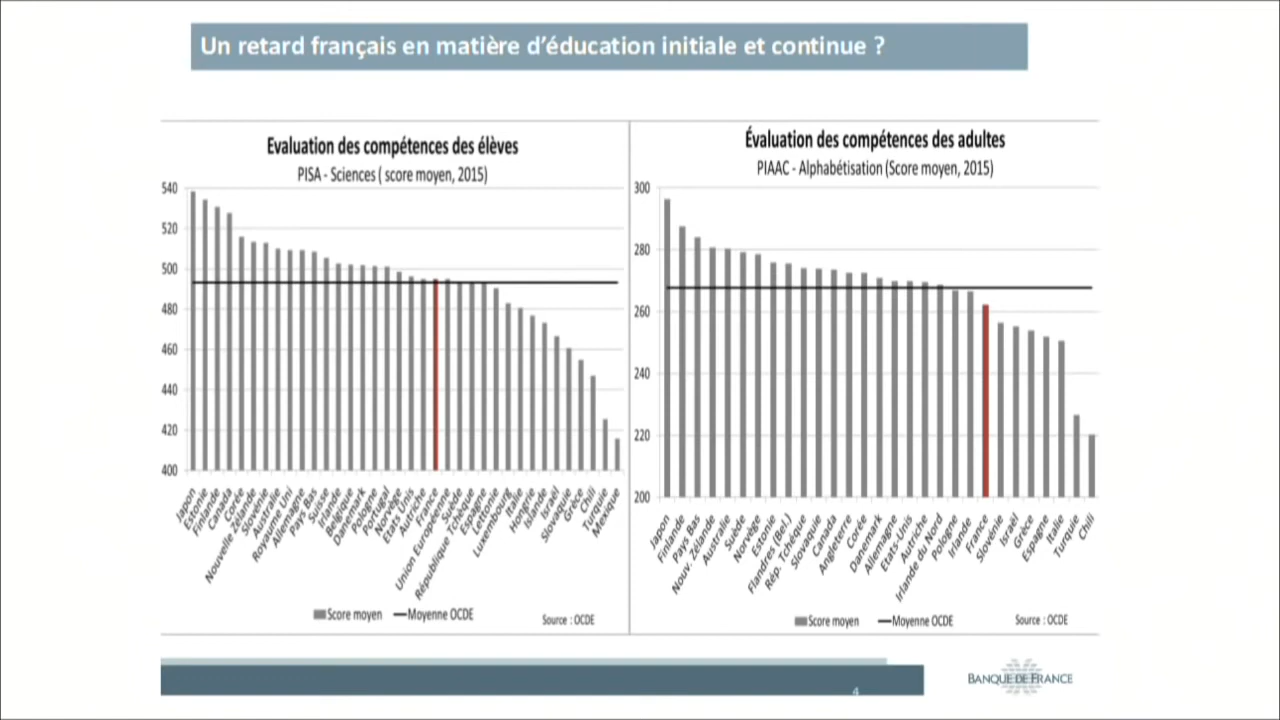 Un retard français en matière d'éducation initiale et continue ?
Evaluation des compétences des élèves
PISA - Sciences ( score moyen, 2015)
540
520
500
480
460
440
420
400
Japon
Estonie
Finlande
Canada
Corée
Nouvelle Zélande
Slovénie
Australie
Royaume Uni
Allemagne
Pays Bas
Suisse
Irlande
Belgique
Danemark
Pologne
Portugal
Norvège
Etats Unis
Autriche
France
Union Européenne
Suède
République Tchèque
Espagne
Lettonie
Luxembourg
Italie
Hongrie
Islande
Israël
Slovaquie
Grèce
Chili
Turquie
Mexique
Score moyen
Moyenne OCDE
Source : OCDE
Évaluation des compétences des adultes
PIAAC - Alphabétisation (Score moyen, 2015)
300
280
260
240
220
200
Japon
Finlande
Pays Bas
Nouv. Zélande
Australie
Suède
Norvège
Estonie
Flandres (Bel.)
Rép. Tchèque
Slovaquie
Canada
Angleterre
Corée
Danemark
Allemagne
Etats-Unis
Autriche
Irlande du Nord
Pologne
Irlande
France
Slovénie
Israël
Grèce
Espagne
Italie
Turquie
Chili
Score moyen
Moyenne OCDE
Source : OCDE
4
BANQUE DE FRANCE